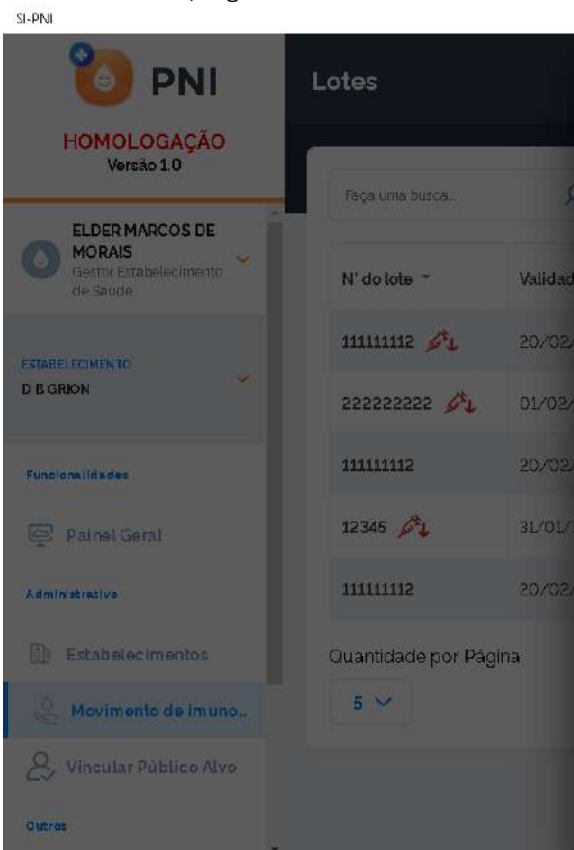 SI-PNI
PNI
HOMOLOGAÇÃO
Versão 1.0
ELDER MARCOS DE
MORAIS
Gestor Estabelecimento
de Saúde
ESTABELECIMENTO
D B GRION
Funcionalidades
Painel Geral
Administrativo
Estabelecimentos
Movimento de imuno..
Vincular Público Alvo
Outros
Lotes
Faça uma busca...
N° do lote
Validad
111111112
20/02/
222222222
01/02/
111111112
20/02/
12345
31/01/
111111112
20/02/
Quantidade por Página
5